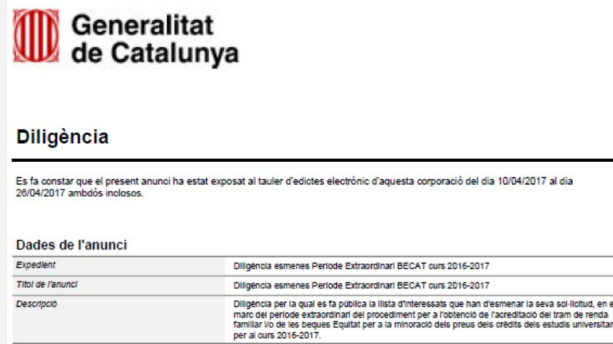 Generalitat
de Catalunya
Diligència
Es fa constar que el present anunci ha estat exposat al tauler d'edictes electrònic d'aquesta corporació del dia 10/04/2017 al dia
26/04/2017 ambdós inclosos.
Dades de l'anunci
Expedient
Diligència esmenes Període Extraordinari BECAT curs 2016-2017
Títol de l'anunci
Diligència esmenes Període Extraordinari BECAT, curs 2016-2017
Descripció
Diligència per la qual es fa pública la llista d'interessats que han d'esmenar la seva sol·licitud, en e
marc del període extraordinari del procediment per a l'obtenció de l'acreditació del tram de renda
familiar i/o de les beques Equitat per a la minoració dels preus dels crèdits dels estudis universitar
per al curs 2016-2017.